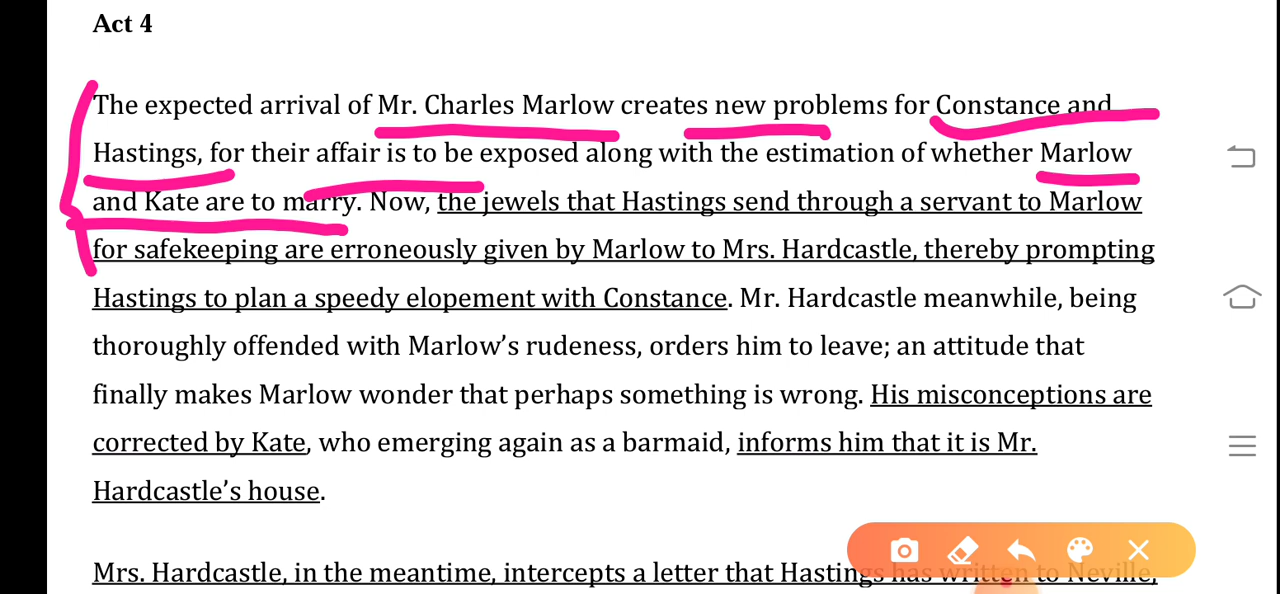 Act 4
The expected arrival of Mr. Charles Marlow creates new problems for Constance and
Hastings, for their affair is to be exposed along with the estimation of whether Marlow
and Kate are to marry. Now, the jewels that Hastings send through a servant to Marlow
for safekeeping are erroneously given by Marlow to Mrs. Hardcastle, thereby prompting
Hastings to plan a speedy elopement with Constance. Mr. Hardcastle meanwhile, being
thoroughly offended with Marlow’s rudeness, orders him to leave; an attitude that
finally makes Marlow wonder that perhaps something is wrong. His misconceptions are
corrected by Kate, who emerging again as a barmaid, informs him that it is Mr.
Hardcastle’s house.
Mrs. Hardcastle, in the meantime, intercepts a letter that Hastings has written to Neville,